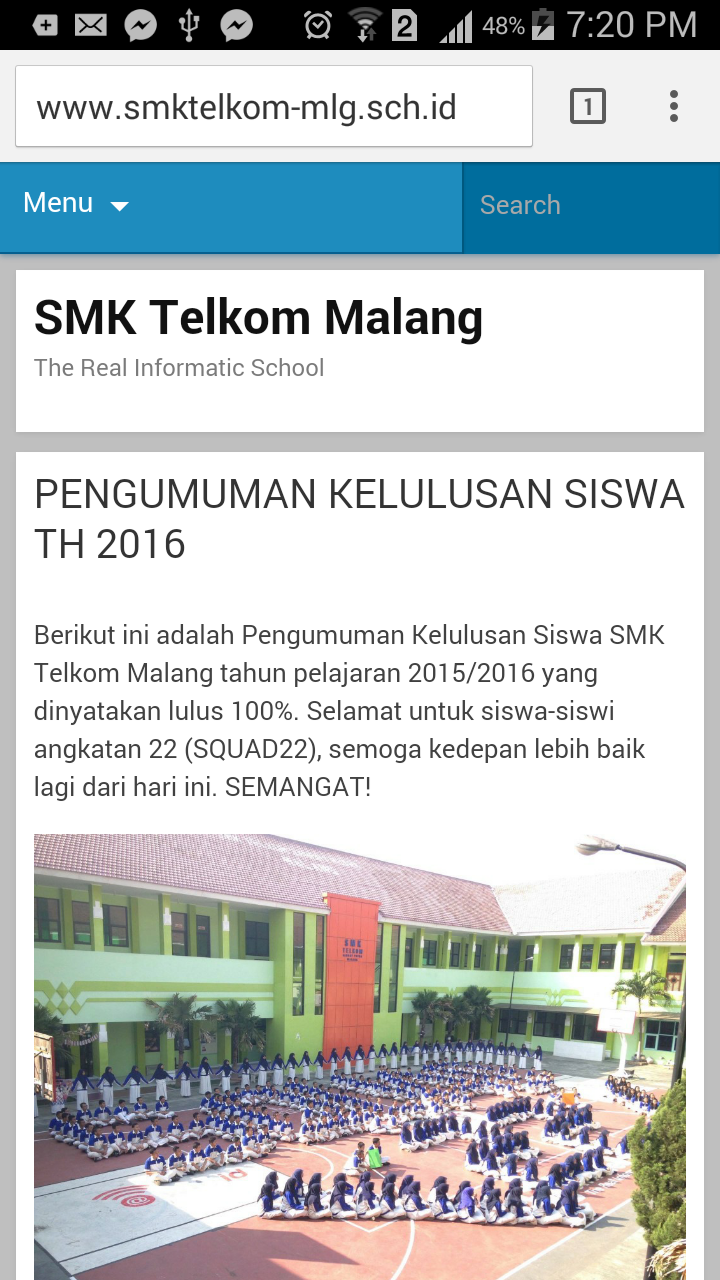 2 48% 7:20 PM
www.smktelkom-mlg.sch.id 1
Menu Search
SMK Telkom Malang
The Real Informatic School
PENGUMUMAN KELULUSAN SISWA
TH 2016
Berikut ini adalah Pengumuman Kelulusan Siswa SMK
Telkom Malang tahun pelajaran 2015/2016 yang
dinyatakan lulus 100%. Selamat untuk siswa-siswi
angkatan 22 (SQUAD22), semoga kedepan lebih baik
lagi dari hari ini. SEMANGAT!
SMK
TELKOM